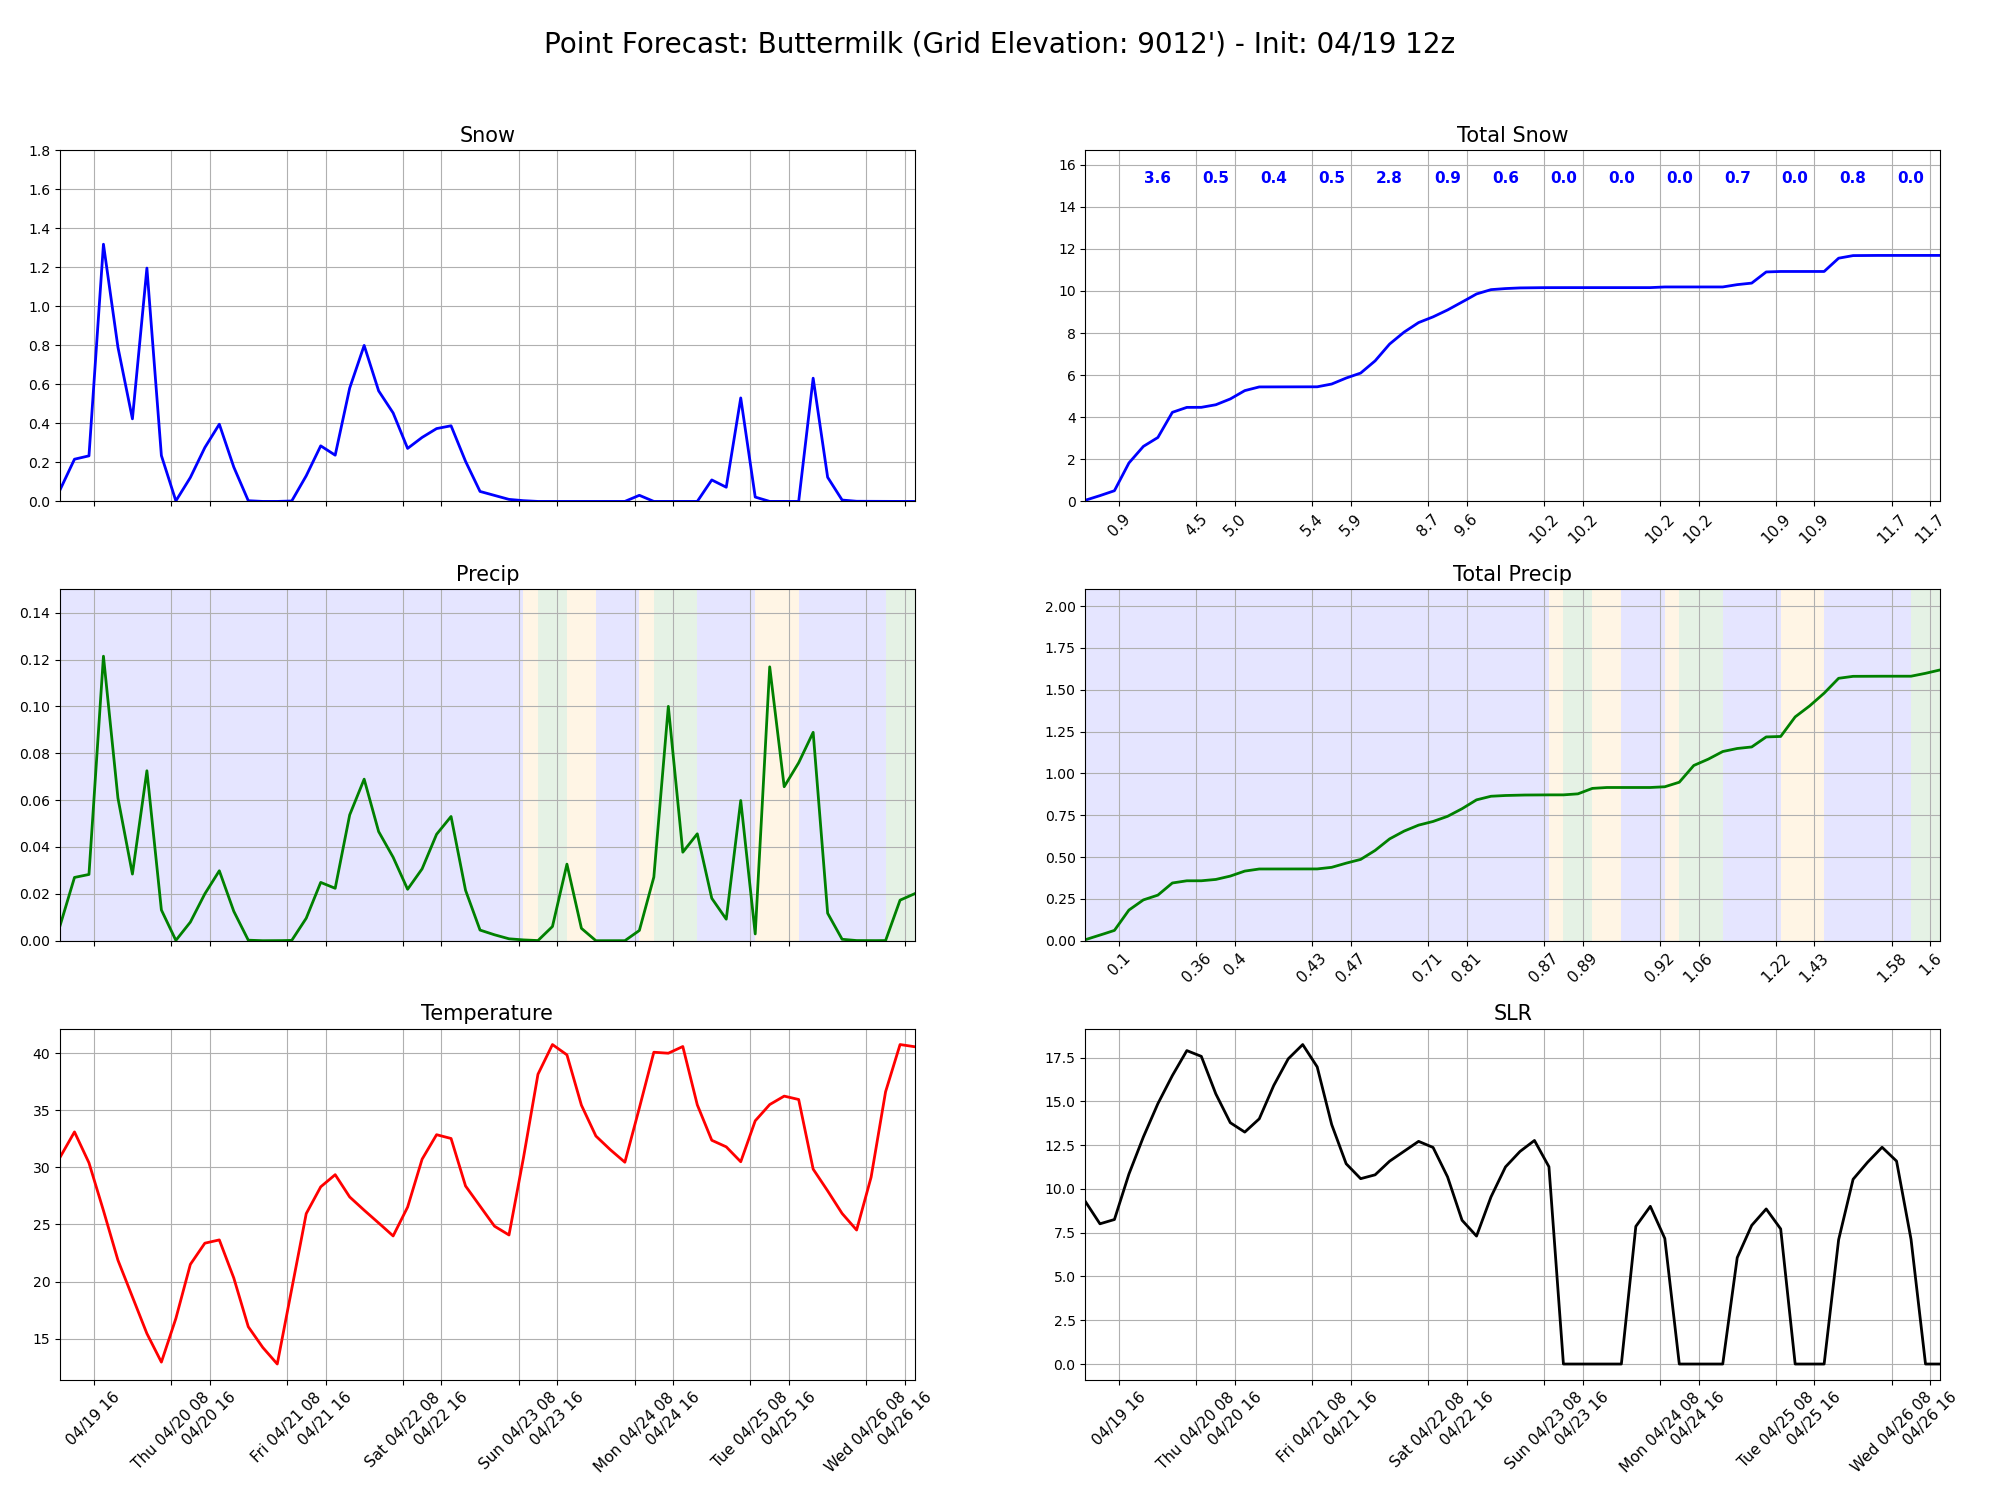 Point Forecast: Buttermilk (Grid Elevation: 9012') - Init: 04/19 12z
Snow
1.8
1.6
1.4
1.2
1.0
0.8
0.6
0.4
0.2
0.0
Total Snow
16
14
12
10
8
6
4
2
0
3.6 0.5 0.4 0.5 2.8 0.9 0.6 0.0 0.0 0.0 0.7 0.0 0.8 0.0
0.9 4.5 5.0 5.4 5.9 8.7 9.6 10.2 10.2 10.2 10.2 10.9 10.9 11.7 11.7
Precip
0.14
0.12
0.10
0.08
0.06
0.04
0.02
0.00
Total Precip
2.00
1.75
1.50
1.25
1.00
0.75
0.50
0.25
0.00
0.1 0.36 0.4 0.43 0.47 0.71 0.81 0.87 0.89 0.92 1.06 1.22 1.43 1.58 1.6
Temperature
40
35
30
25
20
15
04/19 16
Thu 04/20 08
04/20 16
Fri 04/21 08
04/21 16
Sat 04/22 08
04/22 16
Sun 04/23 08
04/23 16
Mon 04/24 08
04/24 16
Tue 04/25 08
04/25 16
Wed 04/26 08
04/26 16
SLR
17.5
15.0
12.5
10.0
7.5
5.0
2.5
0.0
04/19 16
Thu 04/20 08
04/20 16
Fri 04/21 08
04/21 16
Sat 04/22 08
04/22 16
Sun 04/23 08
04/23 16
Mon 04/24 08
04/24 16
Tue 04/25 08
04/25 16
Wed 04/26 08
04/26 16